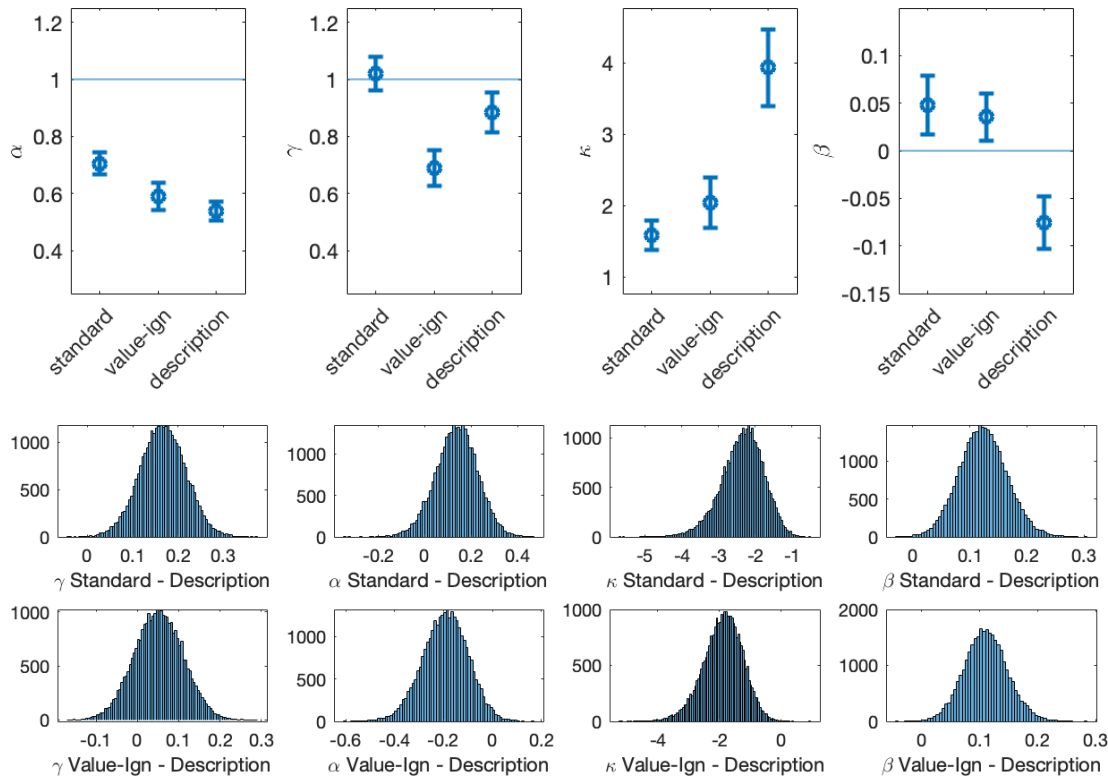 1.2
1
0.8
0.6
0.4
α
standard
value-ign
description
1.2
1
0.8
0.6
0.4
γ
standard
value-ign
description
4
3
2
1
κ
standard
value-ign
description
0.1
0.05
0
-0.05
-0.1
-0.15
β
standard
value-ign
description
1000
500
0
0 0.1 0.2 0.3
γ Standard - Description
1000
500
0
-0.2 0 0.2 0.4
α Standard - Description
1000
500
0
-5 -4 -3 -2 -1
κ Standard - Description
1000
500
0
0 0.1 0.2 0.3
β Standard - Description
1000
500
0
-0.1 0 0.1 0.2 0.3
γ Value-Ign - Description
1000
500
0
-0.6 -0.4 -0.2 0 0.2
α Value-Ign - Description
1000
500
0
-4 -2 0
κ Value-Ign - Description
2000
1000
0
0 0.1 0.2 0.3
β Value-Ign - Description